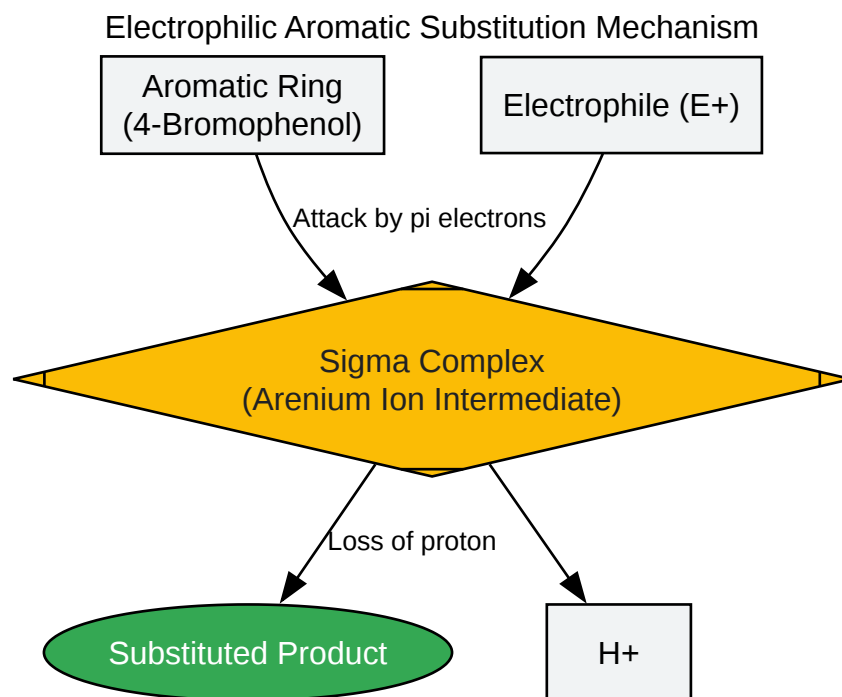 Electrophilic Aromatic Substitution Mechanism
Aromatic Ring
(4-Bromophenol)
Electrophile (E+)
Attack by pi electrons
Sigma Complex
(Arenium Ion Intermediate)
Loss of proton
Substituted Product
H+